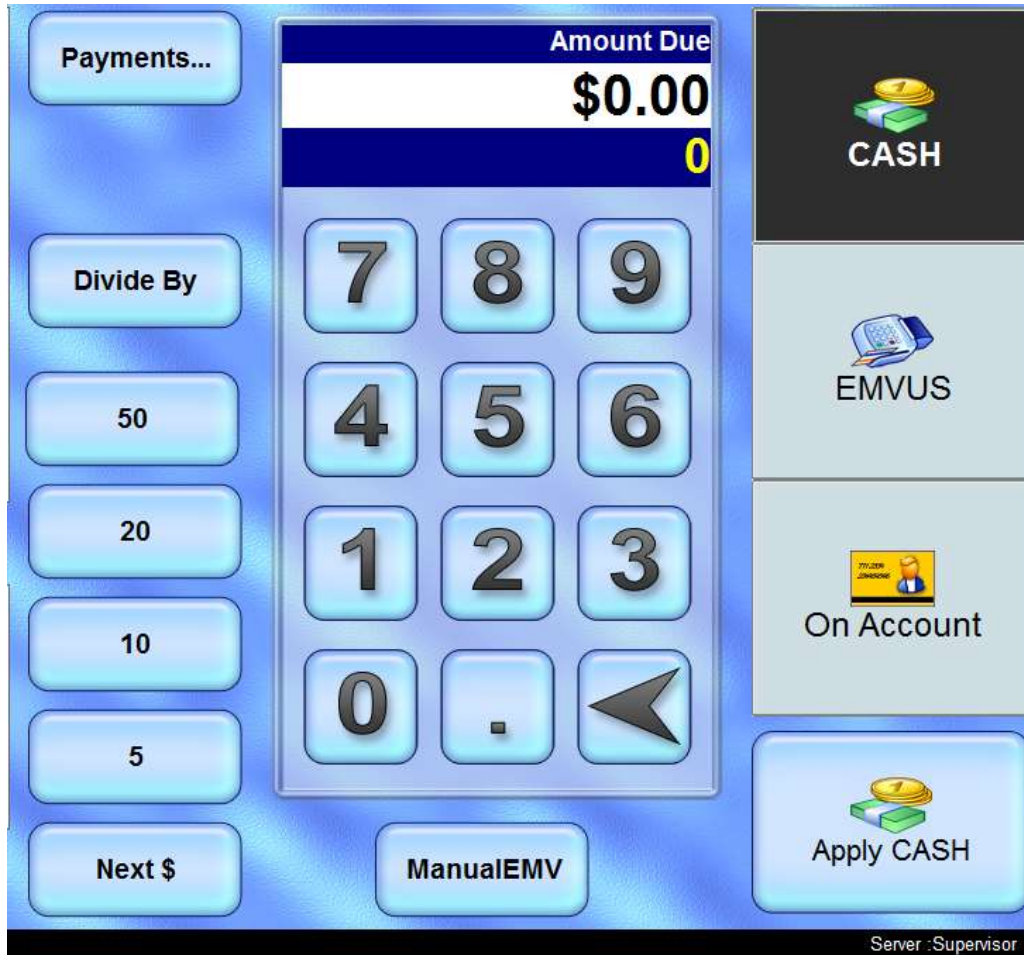 Payments...
Divide By
50
20
10
5
Next $
Amount Due
$0.00
0
7 8 9
4 5 6
1 2 3
0 .
ManualEMV
CASH
EMVUS
On Account
Apply CASH
Server :Supervisor